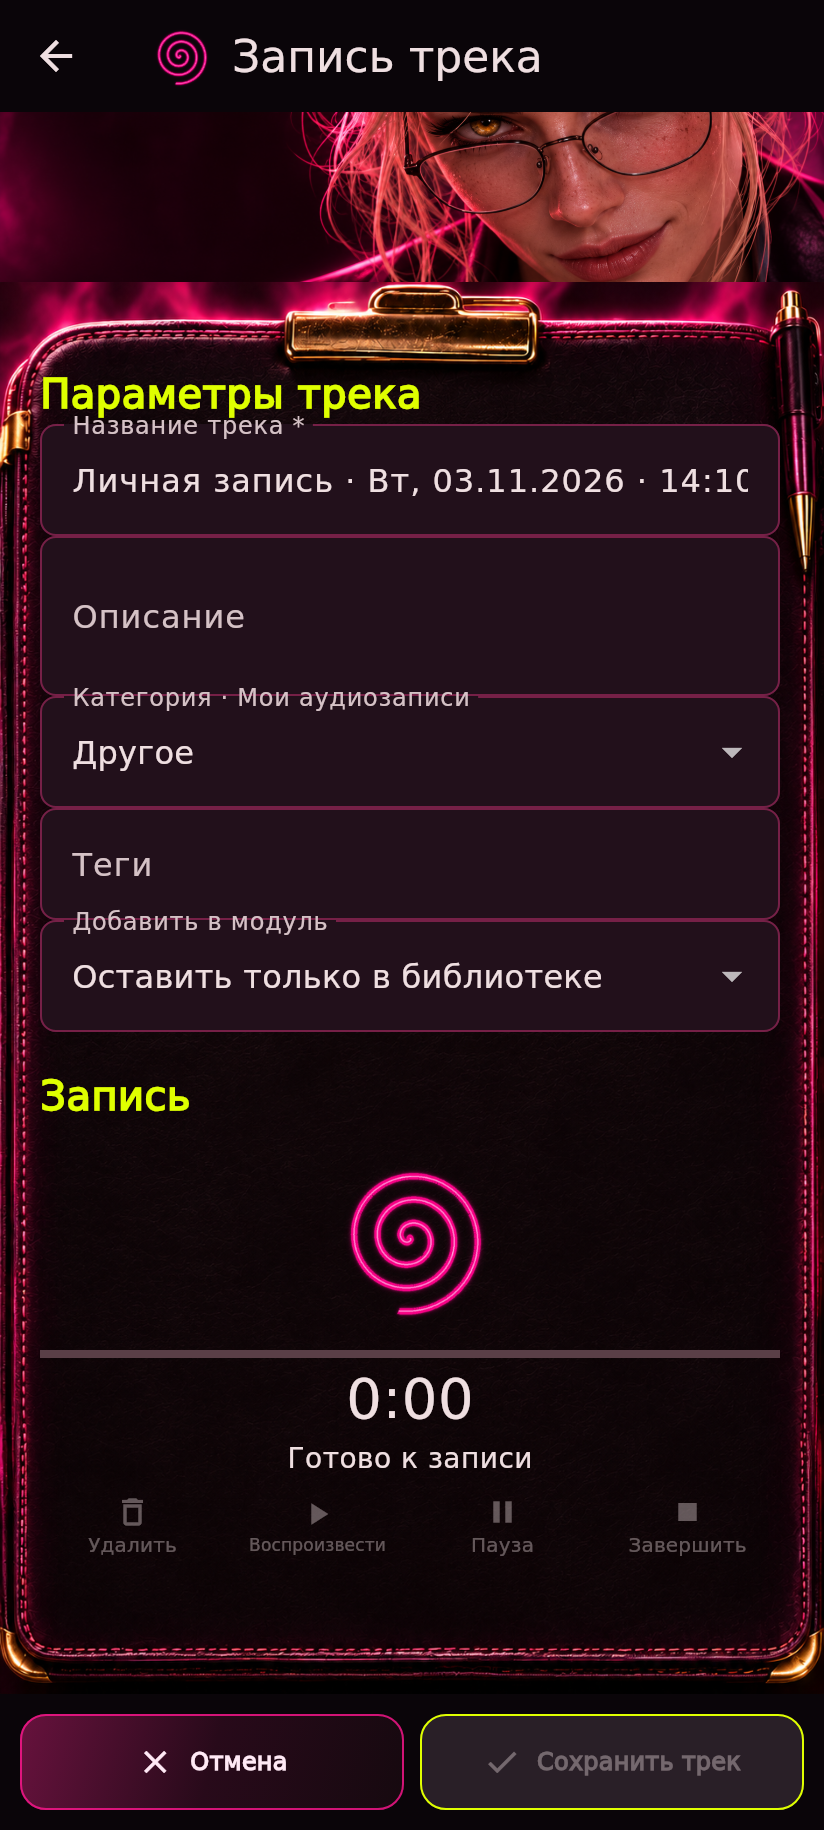 Запись трека
Параметры трека
Название трека *
Личная запись · Вт, 03.11.2026 · 14:10
Описание
Категория · Мои аудиозаписи
Другое
Теги
Добавить в модуль
Оставить только в библиотеке
Запись
0:00
Готово к записи
Удалить Воспроизвести Пауза Завершить
Отмена Сохранить трек